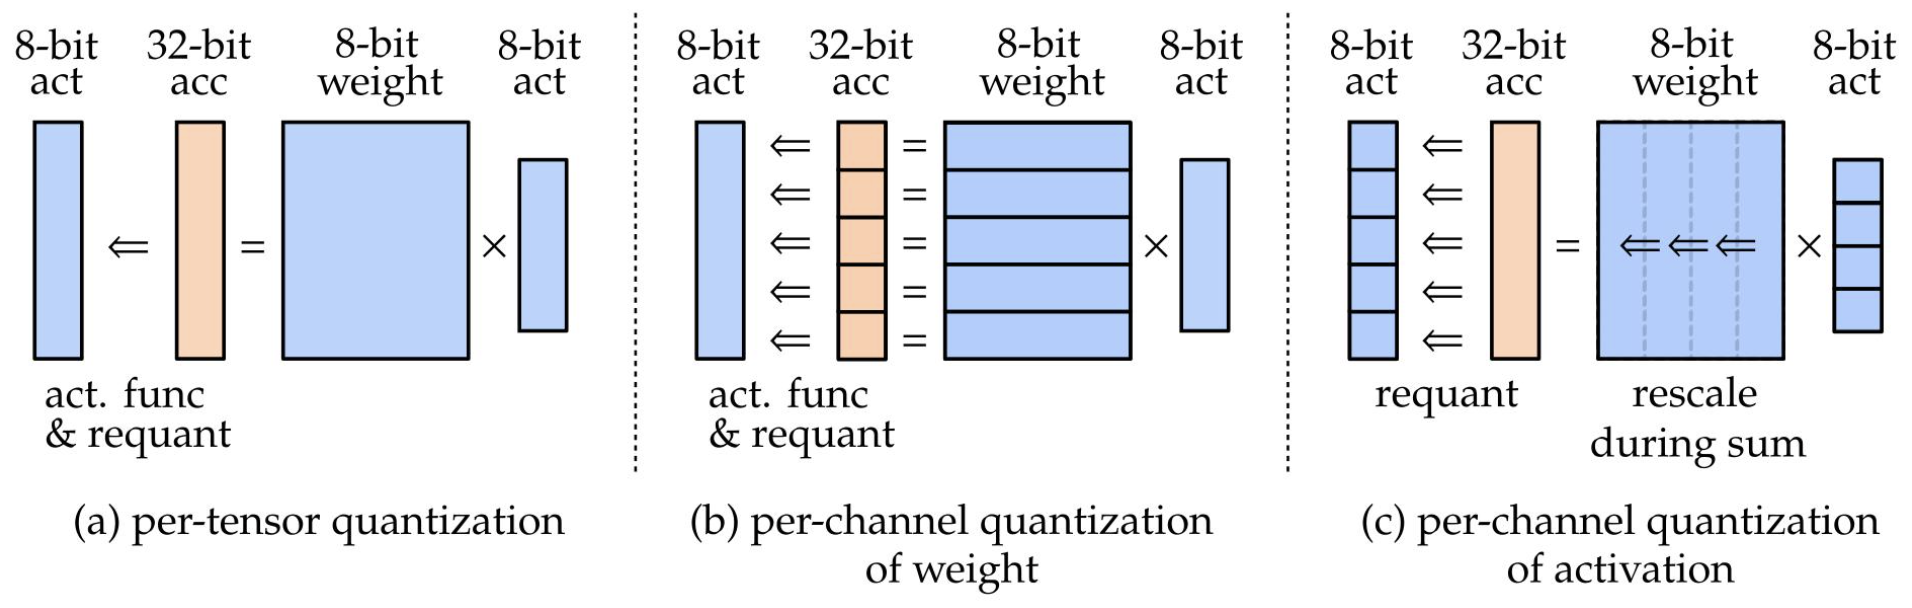 8-bit act
32-bit acc
8-bit weight
8-bit act
⇐ = ×
act. func
& requant
(a) per-tensor quantization
8-bit act
32-bit acc
8-bit weight
8-bit act
⇐ =
⇐ =
⇐ = ×
⇐ =
⇐ =
act. func
& requant
(b) per-channel quantization
of weight
8-bit act
32-bit acc
8-bit weight
8-bit act
⇐
⇐
⇐ = ⇐⇐⇐ ×
⇐
⇐
requant
rescale
during sum
(c) per-channel quantization
of activation